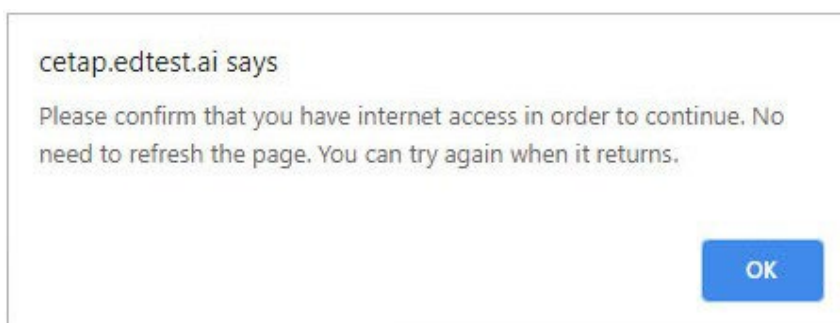 cetap.edtest.ai says
Please confirm that you have internet access in order to continue. No
need to refresh the page. You can try again when it returns.
OK